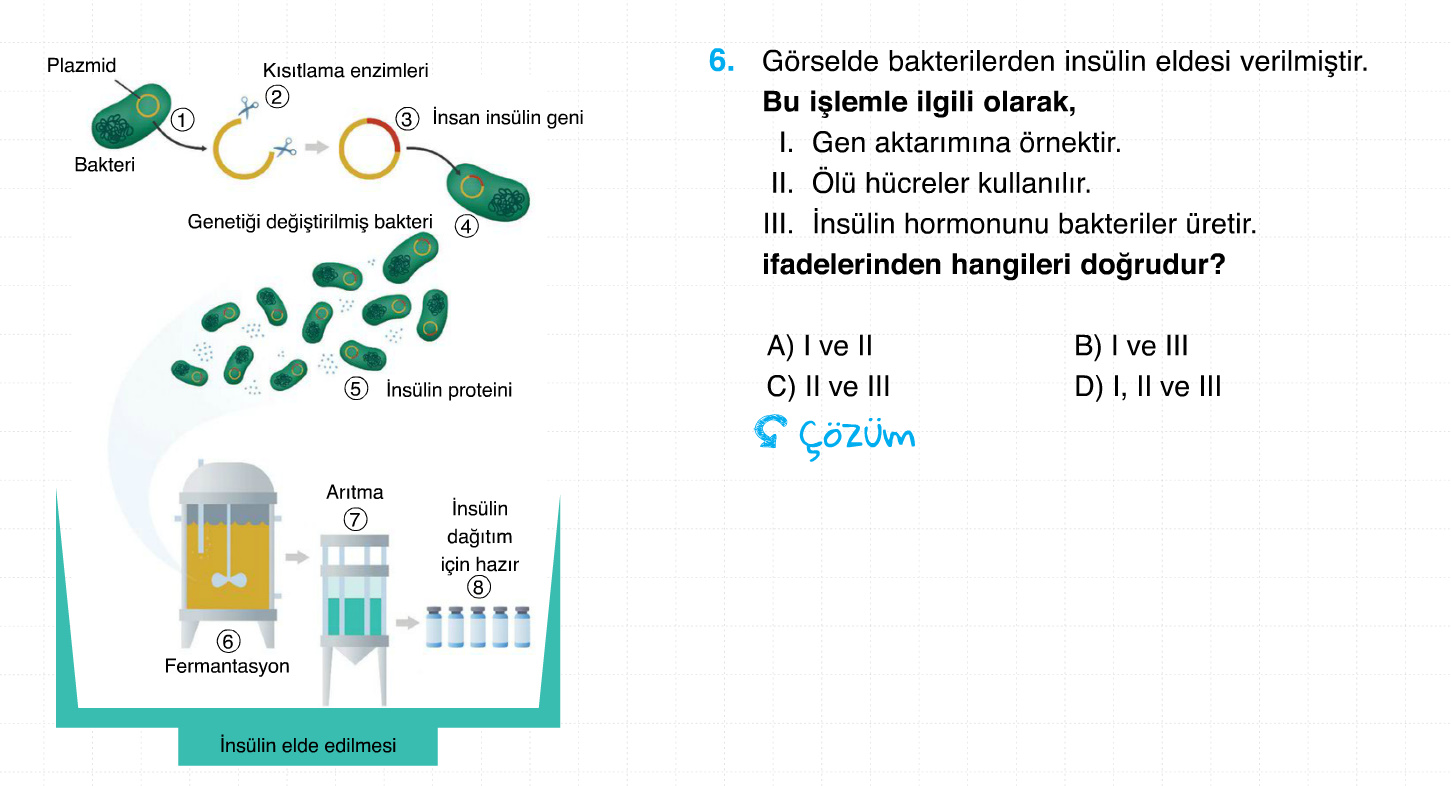 Plazmid
Kısıtlama enzimleri
2
1
3 İnsan insülin geni
Bakteri
Genetiği değiştirilmiş bakteri 4
5 İnsülin proteini
Arıtma
7
İnsülin
dağıtım
için hazır
8
6
Fermantasyon
İnsülin elde edilmesi
6. Görselde bakterilerden insülin eldesi verilmiştir.
Bu işlemle ilgili olarak,
I. Gen aktarımına örnektir.
II. Ölü hücreler kullanılır.
III. İnsülin hormonunu bakteriler üretir.
ifadelerinden hangileri doğrudur?
A) I ve II B) I ve III
C) II ve III D) I, II ve III
Çözüm